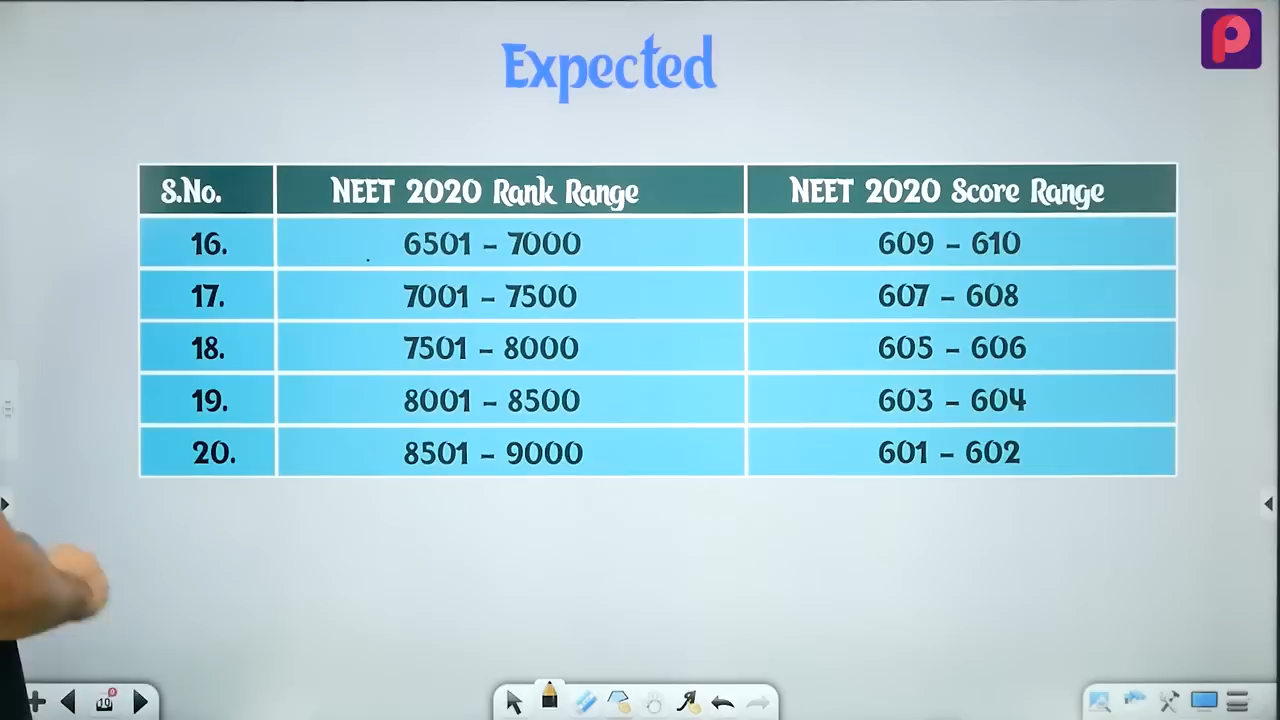 Expected
S.No. NEET 2020 Rank Range NEET 2020 Score Range
16. 6501 - 7000 609 - 610
17. 7001 - 7500 607 - 608
18. 7501 - 8000 605 - 606
19. 8001 - 8500 603 - 604
20. 8501 - 9000 601 - 602
10